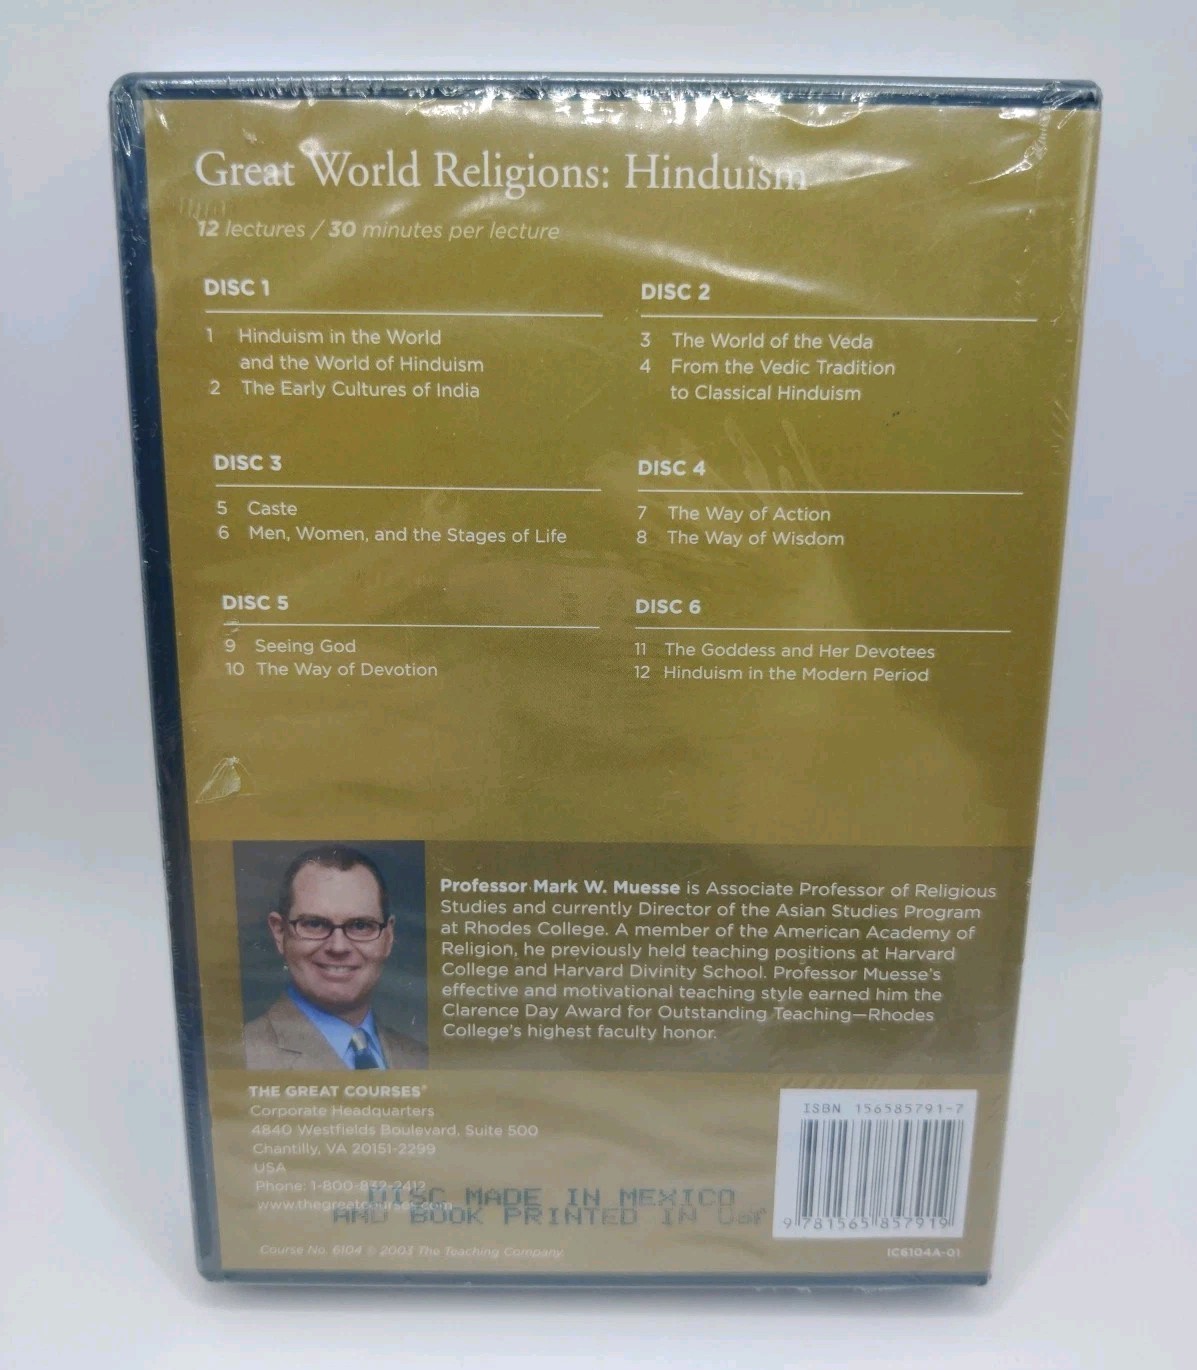 Great World Religions: Hinduism
12 lectures / 30 minutes per lecture
DISC 1
1 Hinduism in the World
and the World of Hinduism
2 The Early Cultures of India
DISC 2
3 The World of the Veda
4 From the Vedic Tradition
to Classical Hinduism
DISC 3
5 Caste
6 Men, Women, and the Stages of Life
DISC 4
7 The Way of Action
8 The Way of Wisdom
DISC 5
9 Seeing God
10 The Way of Devotion
DISC 6
11 The Goddess and Her Devotees
12 Hinduism in the Modern Period
Professor Mark W. Muesse is Associate Professor of Religious
Studies and currently Director of the Asian Studies Program
at Rhodes College. A member of the American Academy of
Religion, he previously held teaching positions at Harvard
College and Harvard Divinity School. Professor Muesse's
effective and motivational teaching style earned him the
Clarence Day Award for Outstanding Teaching—Rhodes
College's highest faculty honor.
THE GREAT COURSES®
Corporate Headquarters
4840 Westfields Boulevard, Suite 500
Chantilly, VA 20151-2299
USA
Phone: 1-800-832-2412
www.thegreatcourses.com
DISC MADE IN MEXICO
AND BOOK PRINTED IN USA
Course No. 6104 © 2003 The Teaching Company
ISBN 156585791-7
9 781565 857919
IC6104A-01